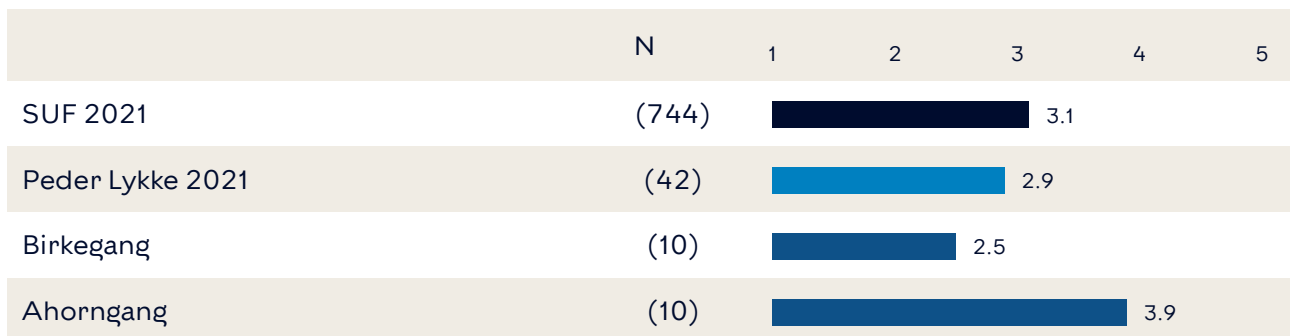 N 1 2 3 4 5
SUF 2021 (744) 3.1
Peder Lykke 2021 (42) 2.9
Birkegang (10) 2.5
Ahorngang (10) 3.9